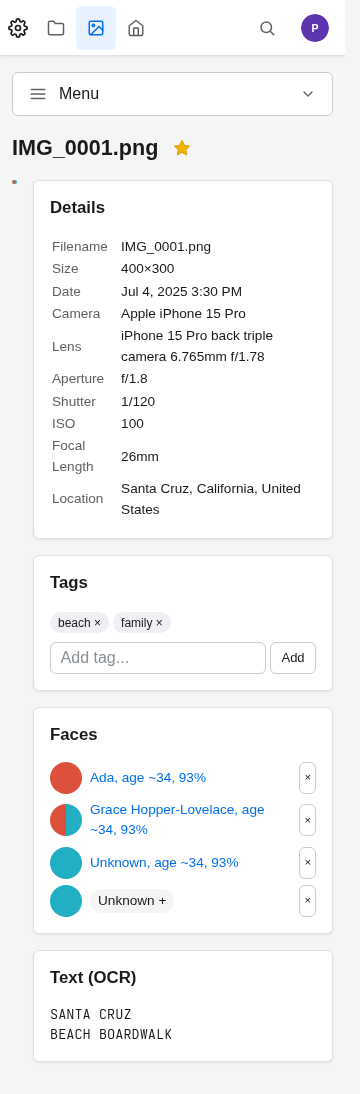 P
Menu
IMG_0001.png
Details
Filename IMG_0001.png
Size 400×300
Date Jul 4, 2025 3:30 PM
Camera Apple iPhone 15 Pro
Lens iPhone 15 Pro back triple
camera 6.765mm f/1.78
Aperture f/1.8
Shutter 1/120
ISO 100
Focal
Length 26mm
Location Santa Cruz, California, United
States
Tags
beach × family ×
Add tag... Add
Faces
Ada, age ~34, 93% ×
Grace Hopper-Lovelace, age
~34, 93% ×
Unknown, age ~34, 93% ×
Unknown + ×
Text (OCR)
SANTA CRUZ
BEACH BOARDWALK